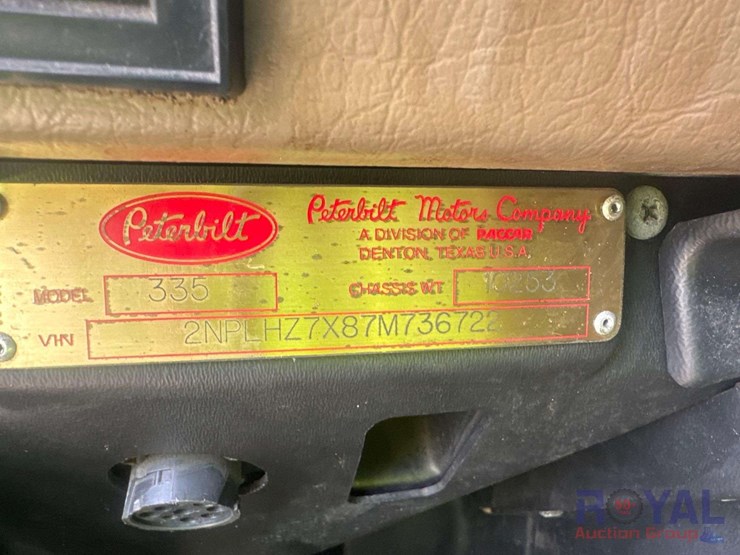 Peterbilt
Peterbilt Motors Company
A DIVISION OF PACCAR
DENTON, TEXAS U.S.A.
MODEL 335 CHASSIS WT
VIN 2NPLHZ7X87M736722
ROYAL
Auction Group